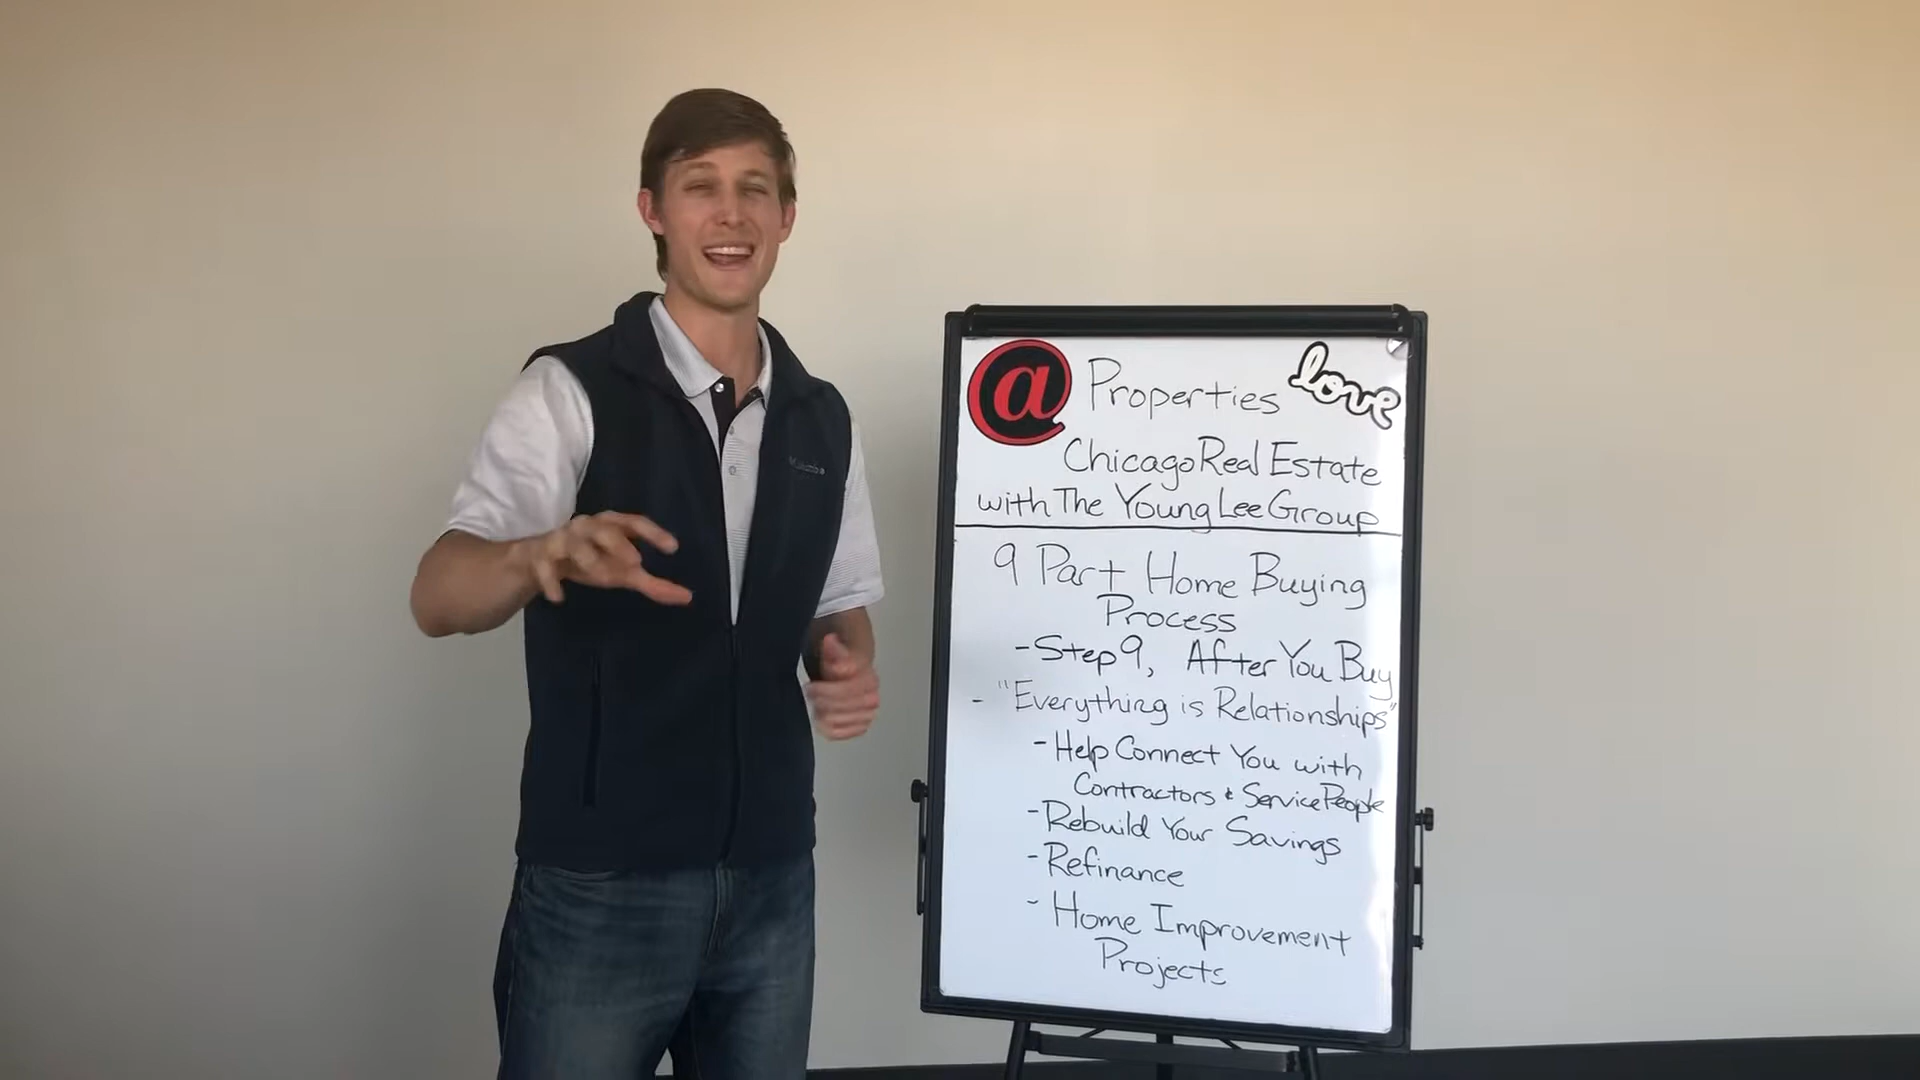 @ Properties love
Chicago Real Estate
with The Young Lee Group
9 Part Home Buying
Process
- Step 9, After You Buy
- "Everything is Relationships"
- Help Connect You with
Contractors & Service People
- Rebuild Your Savings
- Refinance
- Home Improvement
Projects
Columbia